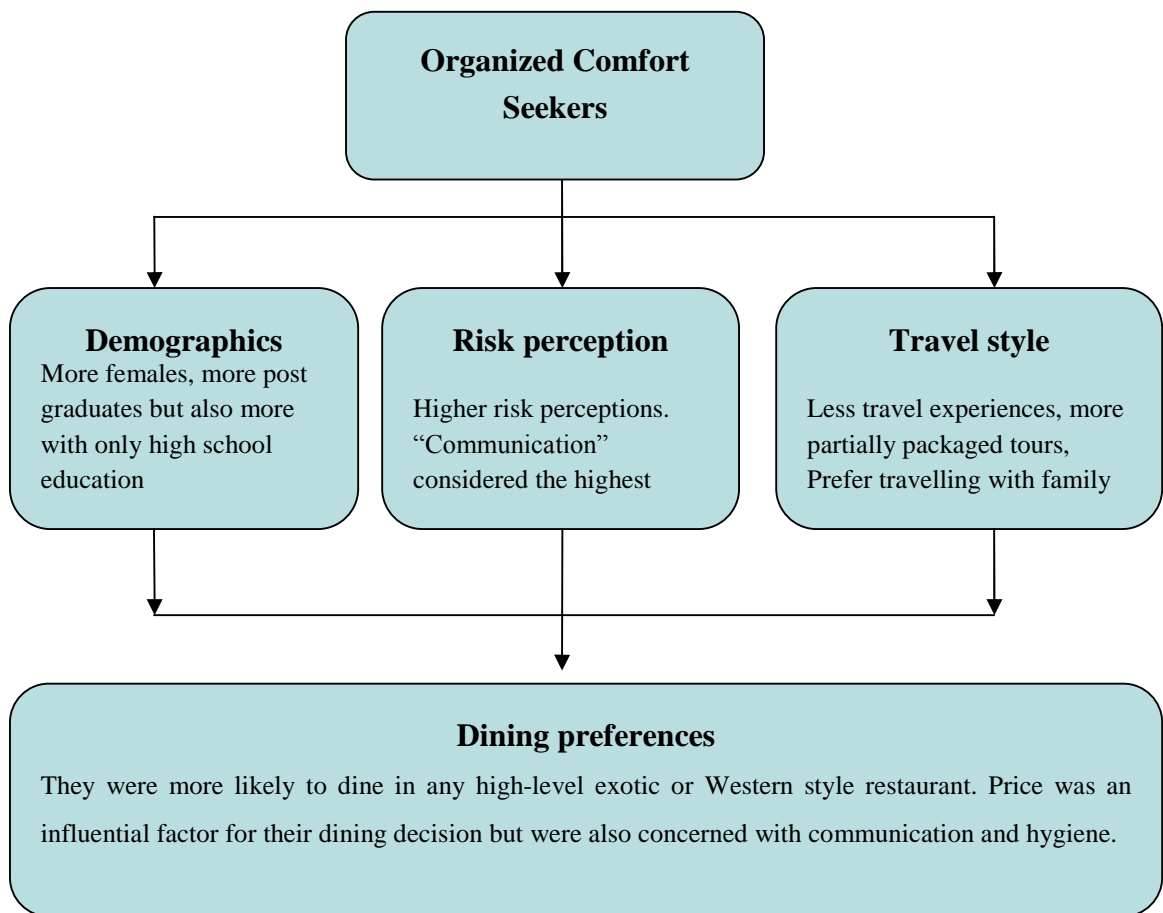 Organized Comfort
Seekers
Demographics
More females, more post
graduates but also more
with only high school
education
Risk perception
Higher risk perceptions.
“Communication”
considered the highest
Travel style
Less travel experiences, more
partially packaged tours,
Prefer travelling with family
Dining preferences
They were more likely to dine in any high-level exotic or Western style restaurant. Price was an
influential factor for their dining decision but were also concerned with communication and hygiene.